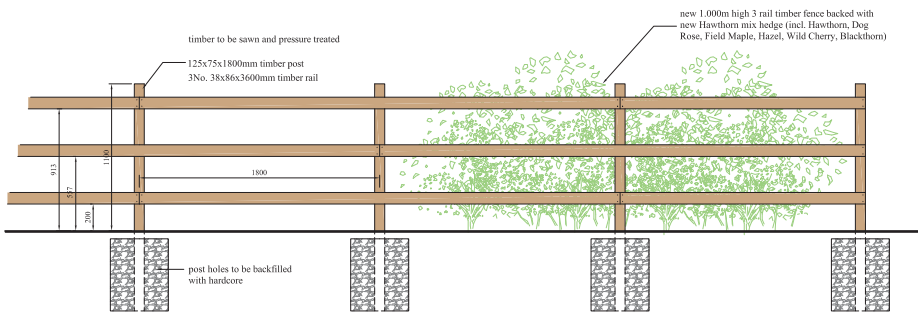 new 1.000m high 3 rail timber fence backed with
new Hawthorn mix hedge (incl. Hawthorn, Dog
Rose, Field Maple, Hazel, Wild Cherry, Blackthorn)
timber to be sawn and pressure treated
125x75x1800mm timber post
3No. 38x86x3600mm timber rail
913
557
200
1100
1800
post holes to be backfilled
with hardcore